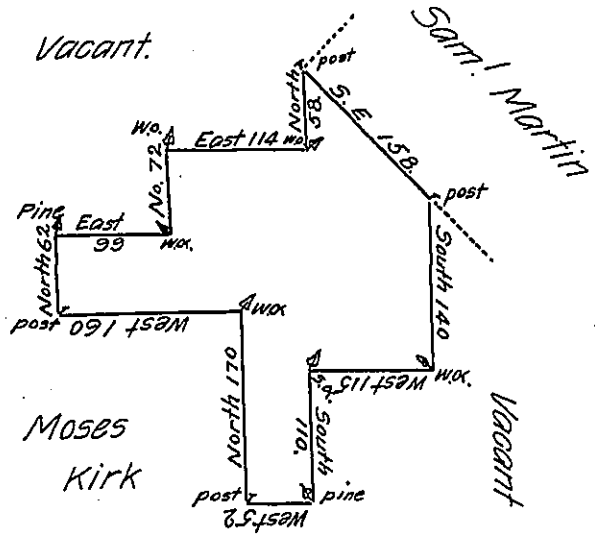 Vacant.
Sam! Martin
post
North
58.
S. E 158.
W.O.
East 114
W.O.
No. 72
post
Pine
East
99
W.O.
North 62
South 140
post
West 160
W.O.
West 115
W.O.
Moses
Kirk
North 170
South
110.
Vacant
post
West 52
pine